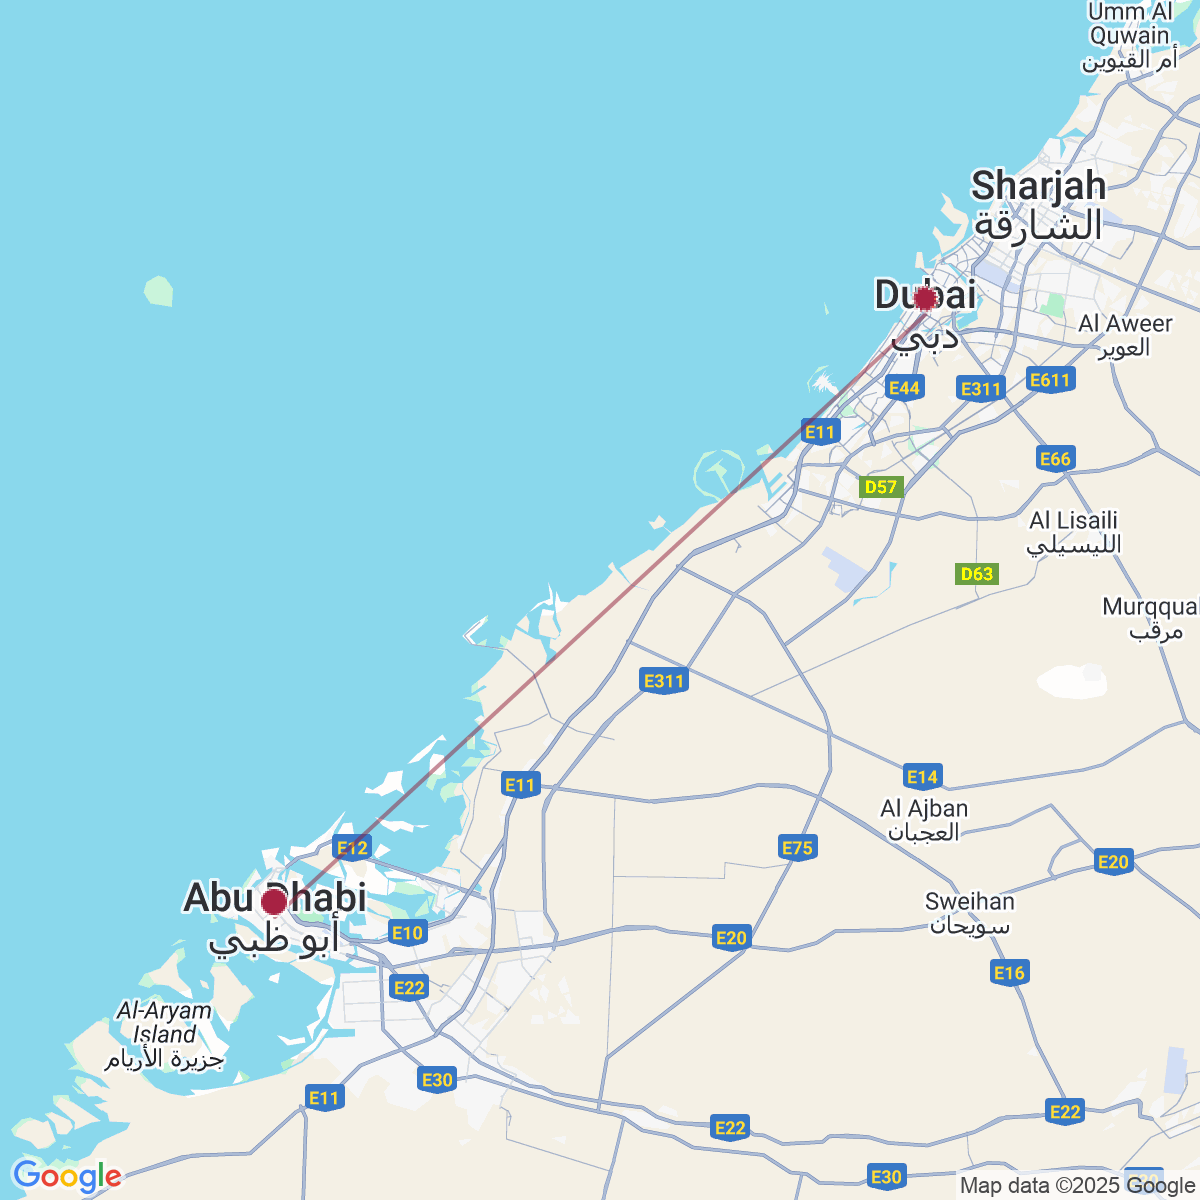 Umm Al
Quwain
أم القيوين
Sharjah
الشارقة
Dubai
دبي
Al Aweer
العوير
E44
E311
E611
E11
E66
D57
Al Lisaili
الليسيلي
D63
Murqquab
مرقب
E311
E14
E11
Al Ajban
العجبان
E12
E75
E20
Abu Dhabi
أبو ظبي
Sweihan
سويحان
E10
E20
E16
E22
Al-Aryam
Island
جزيرة الأريام
E30
E11
E22
E22
E30
Google
Map data ©2025 Google